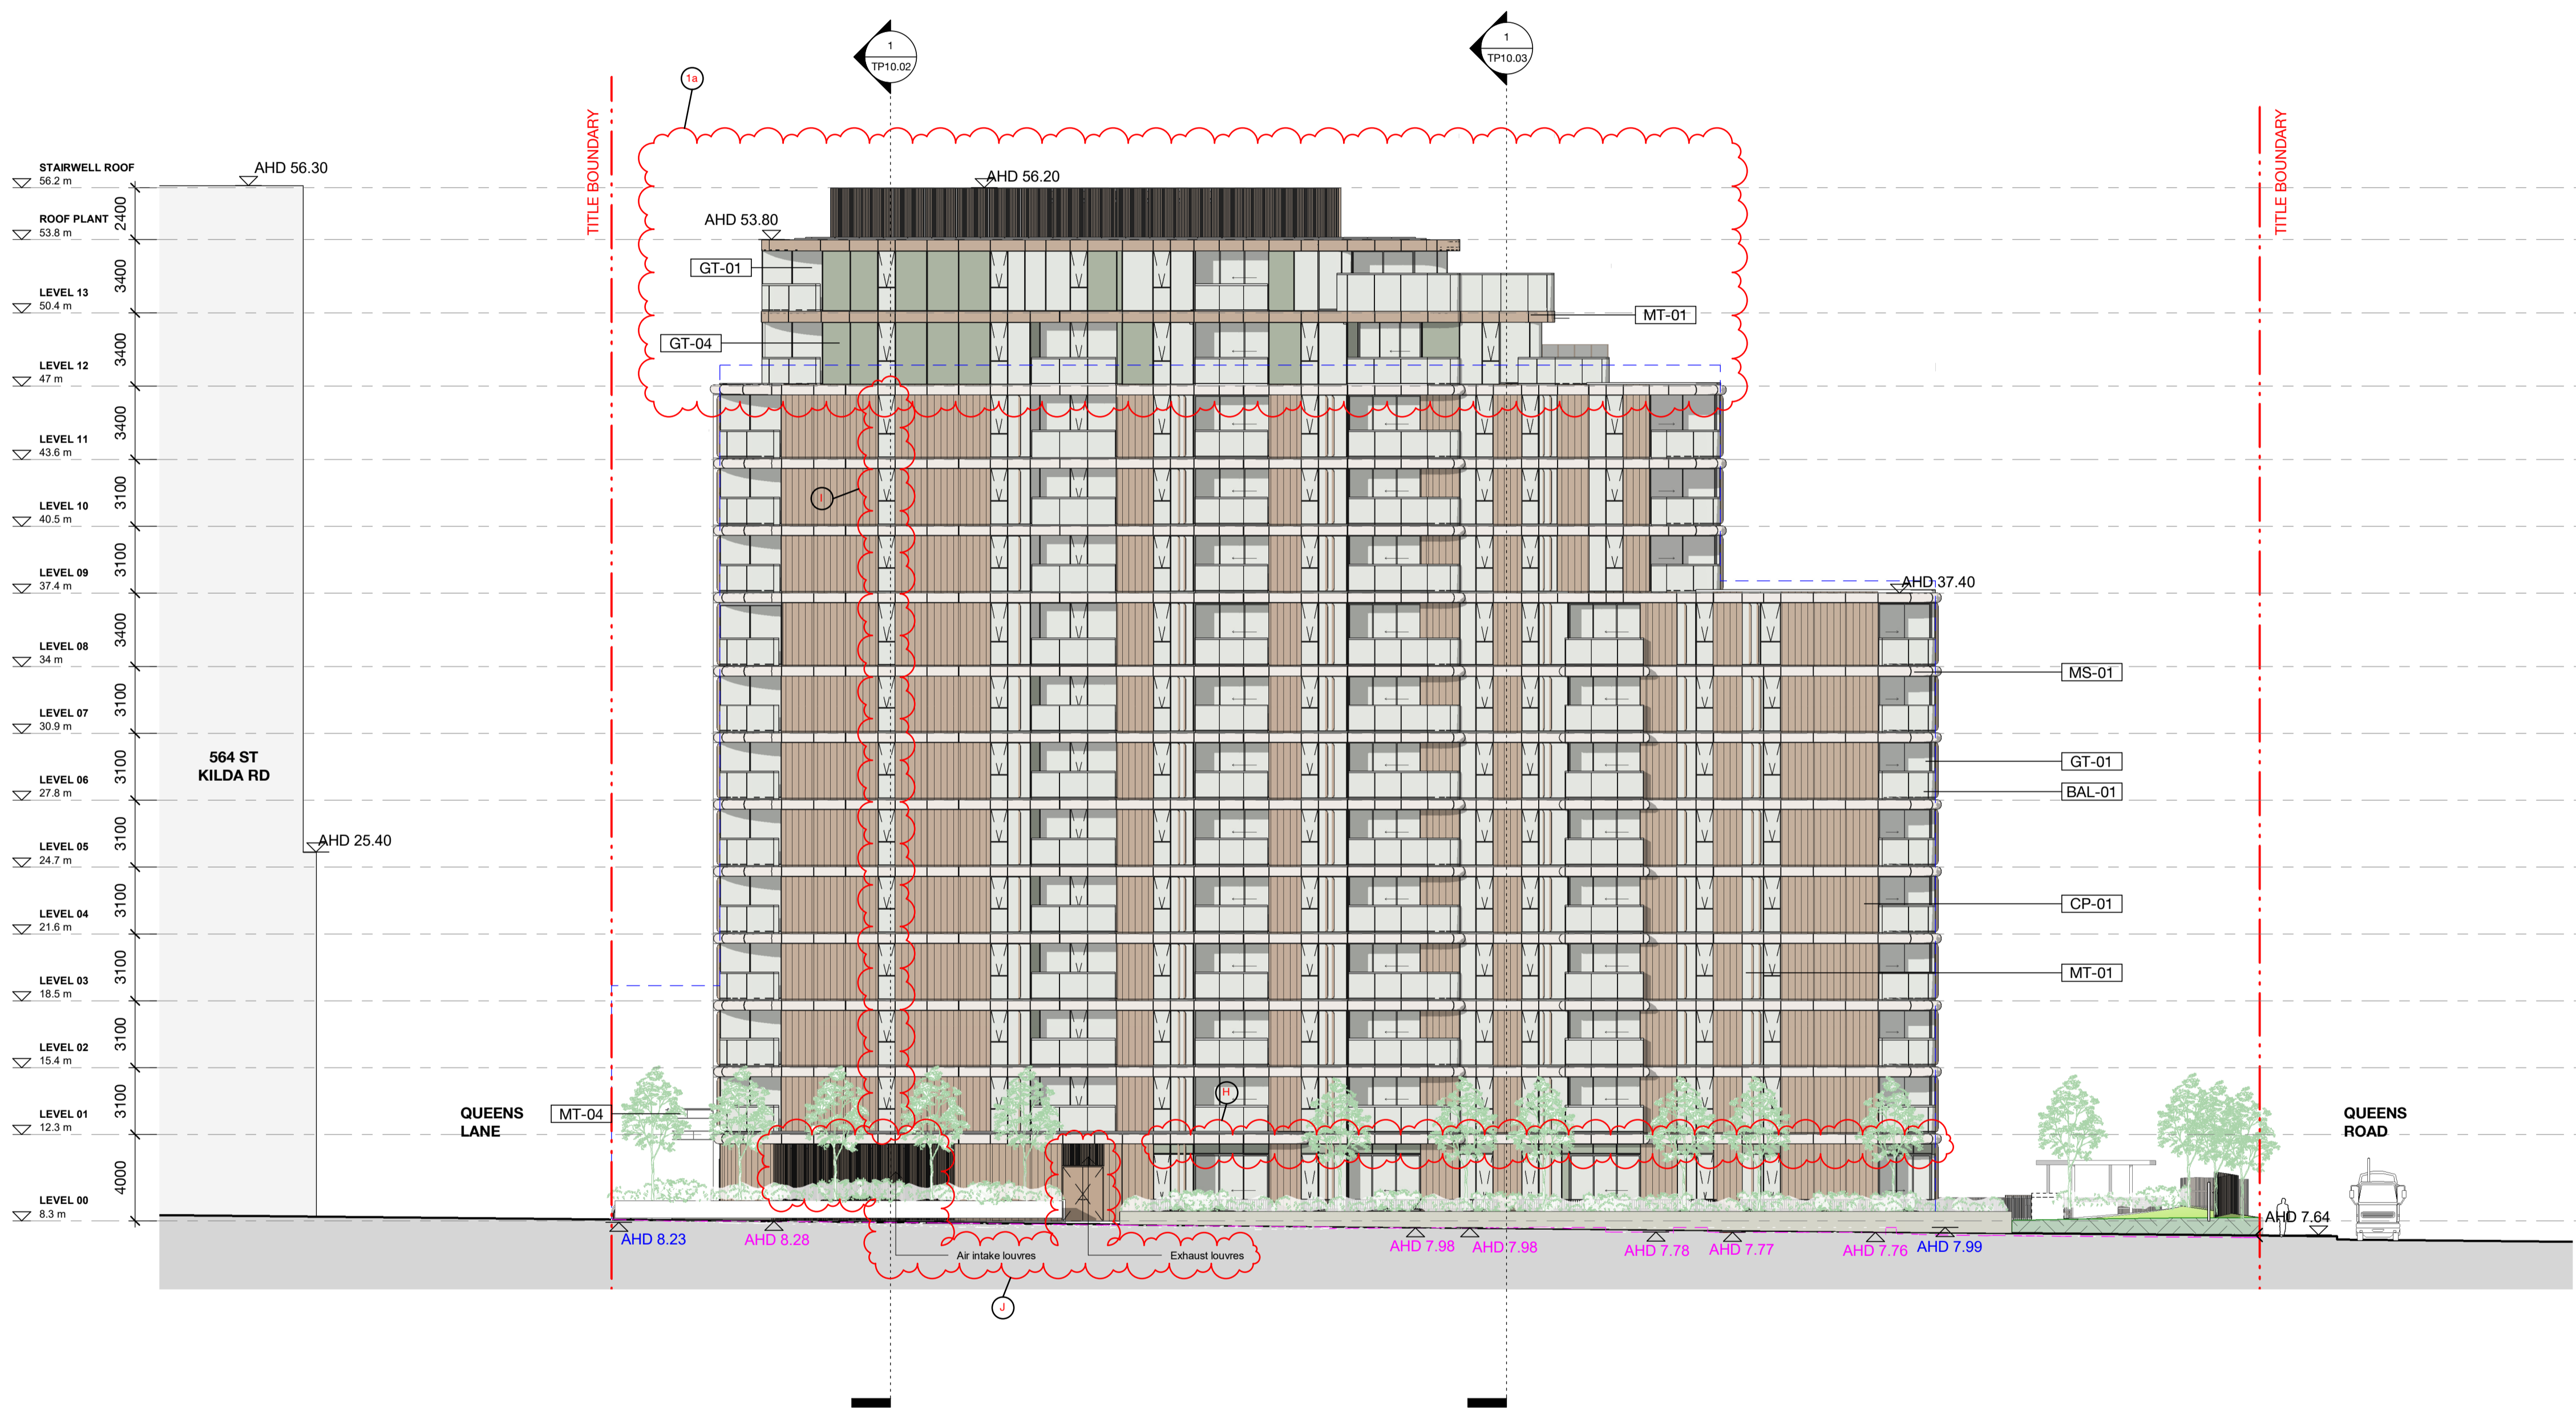 1
TP10.02
1
TP10.03
1a
TITLE BOUNDARY
TITLE BOUNDARY
STAIRWELL ROOF
56.2 m
AHD 56.30
AHD 56.20
2400
ROOF PLANT
53.8 m
AHD 53.80
3400
GT-01
LEVEL 13
50.4 m
MT-01
3400
GT-04
LEVEL 12
47 m
3400
LEVEL 11
43.6 m
3100
I
LEVEL 10
40.5 m
3100
LEVEL 09
37.4 m
AHD 37.40
3400
LEVEL 08
34 m
MS-01
3100
LEVEL 07
30.9 m
564 ST
KILDA RD
3100
GT-01
LEVEL 06
27.8 m
BAL-01
3100
AHD 25.40
LEVEL 05
24.7 m
3100
CP-01
LEVEL 04
21.6 m
3100
MT-01
LEVEL 03
18.5 m
3100
LEVEL 02
15.4 m
3100
H
QUEENS
LANE
MT-04
LEVEL 01
12.3 m
QUEENS
ROAD
4000
LEVEL 00
8.3 m
AHD 7.64
AHD 8.23
AHD 8.28
AHD 7.98
AHD 7.98
AHD 7.78
AHD 7.77
AHD 7.76
AHD 7.99
Air intake louvres
Exhaust louvres
J